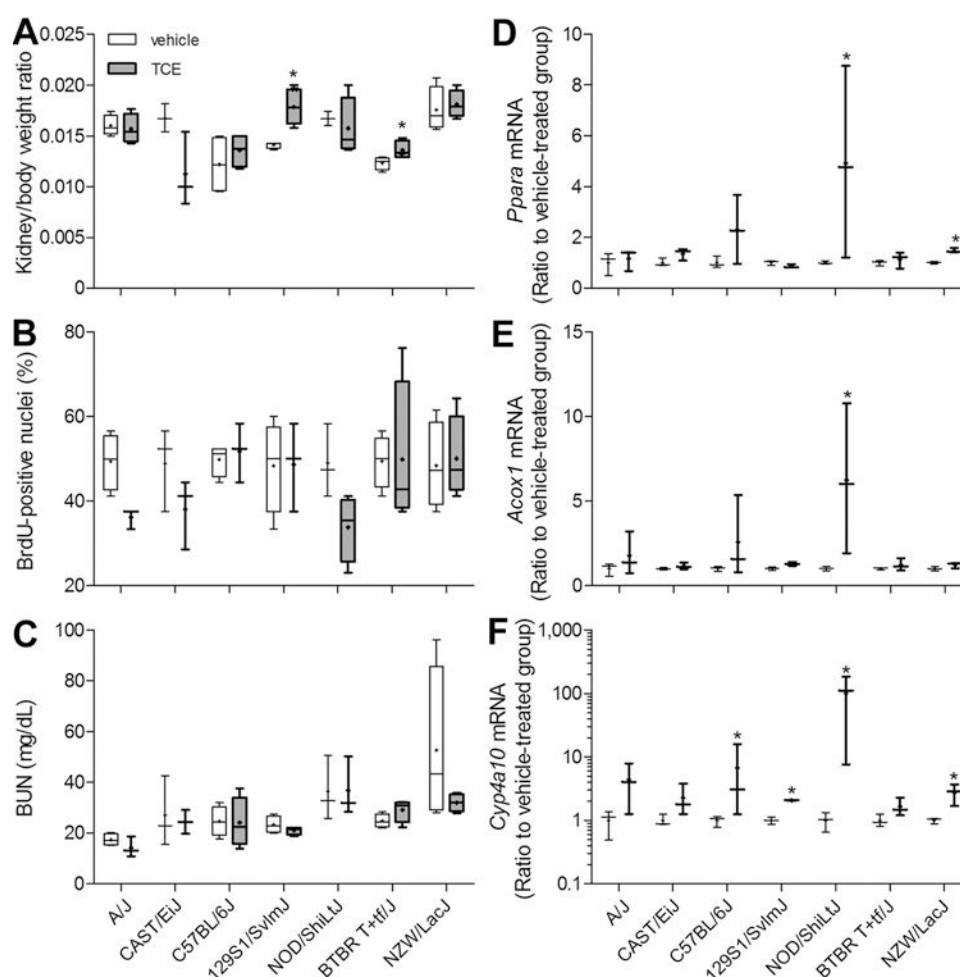 A
Kidney/body weight ratio
0.025
0.020
0.015
0.010
0.005
0.000
vehicle
TCE
*
*
B
BrdU-positive nuclei (%)
80
60
40
20
C
BUN (mg/dL)
100
80
60
40
20
0
A/J
CAST/EiJ
C57BL/6J
129S1/SvImJ
NOD/ShiLtJ
BTBR T+tf/J
NZW/LacJ
D
Ppara mRNA
(Ratio to vehicle-treated group)
10
8
6
4
2
0
*
*
E
Acox1 mRNA
(Ratio to vehicle-treated group)
15
10
5
0
*
F
Cyp4a10 mRNA
(Ratio to vehicle-treated group)
1,000
100
10
1
0.1
*
*
*
*
A/J
CAST/EiJ
C57BL/6J
129S1/SvImJ
NOD/ShiLtJ
BTBR T+tf/J
NZW/LacJ